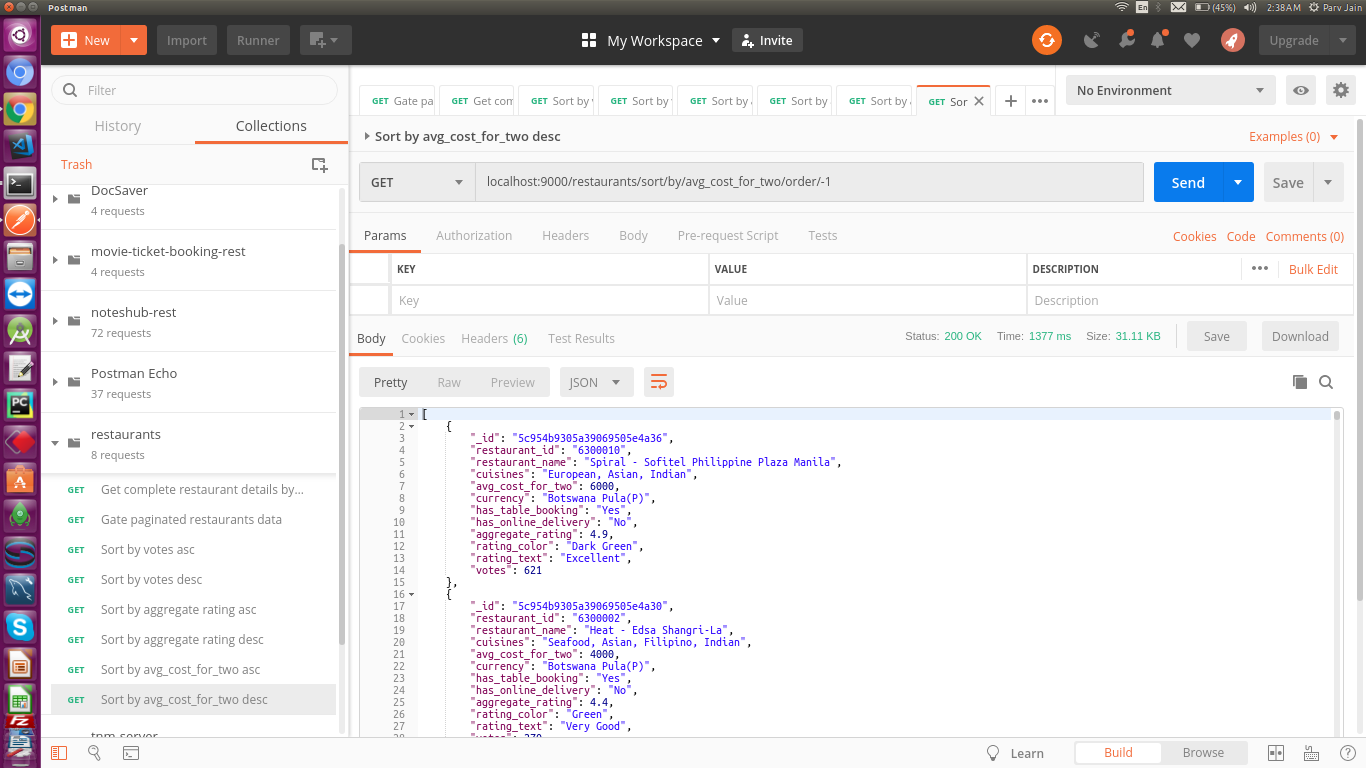 Postman
En
(45%)
2:38AM
Parv Jain
New
Import
Runner
My Workspace
Invite
Upgrade
Filter
History
Collections
Trash
DocSaver
4 requests
movie-ticket-booking-rest
4 requests
noteshub-rest
72 requests
Postman Echo
37 requests
restaurants
8 requests
GET Get complete restaurant details by...
GET Gate paginated restaurants data
GET Sort by votes asc
GET Sort by votes desc
GET Sort by aggregate rating asc
GET Sort by aggregate rating desc
GET Sort by avg_cost_for_two asc
GET Sort by avg_cost_for_two desc
tnm-server
GET Gate pa
GET Get com
GET Sort by
GET Sort by
GET Sort by
GET Sort by
GET Sort by
GET Sor
No Environment
Sort by avg_cost_for_two desc
Examples (0)
GET
localhost:9000/restaurants/sort/by/avg_cost_for_two/order/-1
Send
Save
Params Authorization Headers Body Pre-request Script Tests
Cookies Code Comments (0)
KEY VALUE DESCRIPTION
Bulk Edit
Key Value Description
Body Cookies Headers (6) Test Results
Status: 200 OK Time: 1377 ms Size: 31.11 KB
Save Download
Pretty Raw Preview JSON
1 [
2 {
3 "_id": "5c954b9305a39069505e4a36",
4 "restaurant_id": "6300010",
5 "restaurant_name": "Spiral - Sofitel Philippine Plaza Manila",
6 "cuisines": "European, Asian, Indian",
7 "avg_cost_for_two": 6000,
8 "currency": "Botswana Pula(P)",
9 "has_table_booking": "Yes",
10 "has_online_delivery": "No",
11 "aggregate_rating": 4.9,
12 "rating_color": "Dark Green",
13 "rating_text": "Excellent",
14 "votes": 621
15 },
16 {
17 "_id": "5c954b9305a39069505e4a30",
18 "restaurant_id": "6300002",
19 "restaurant_name": "Heat - Edsa Shangri-La",
20 "cuisines": "Seafood, Asian, Filipino, Indian",
21 "avg_cost_for_two": 4000,
22 "currency": "Botswana Pula(P)",
23 "has_table_booking": "Yes",
24 "has_online_delivery": "No",
25 "aggregate_rating": 4.4,
26 "rating_color": "Green",
27 "rating_text": "Very Good",
28 "votes": 270
Learn
Build
Browse